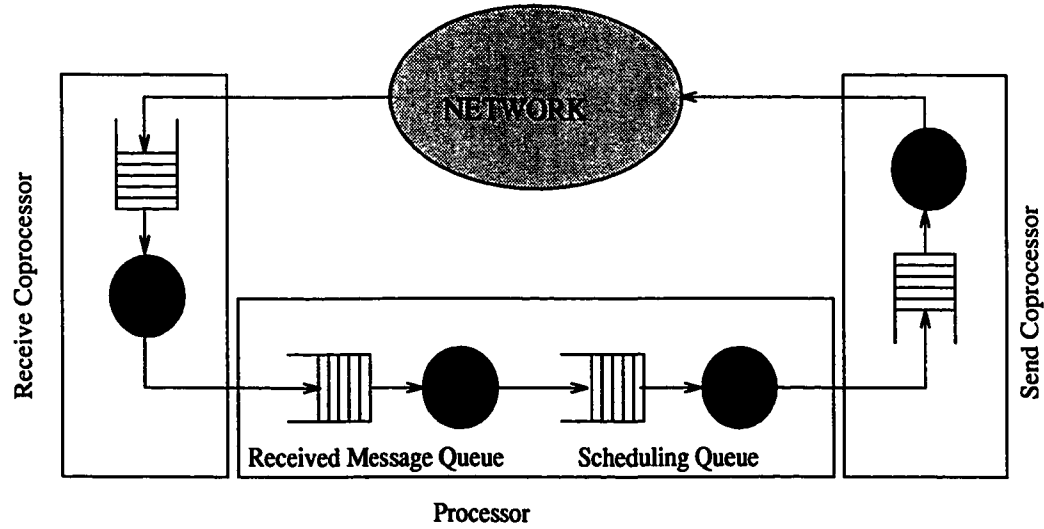 NETWORK
Receive Coprocessor
Send Coprocessor
Received Message Queue
Scheduling Queue
Processor